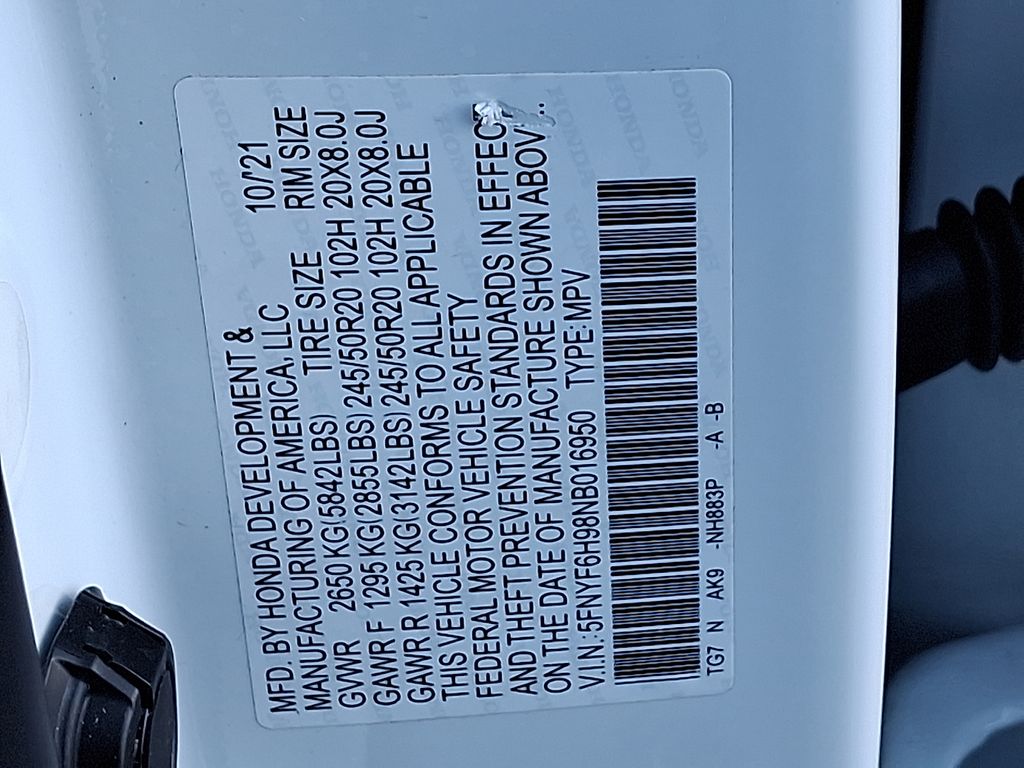 MFD. BY HONDA DEVELOPMENT & 10/'21
MANUFACTURING OF AMERICA, LLC
TIRE SIZE RIM SIZE
GVWR 2650 KG(5842LBS)
GAWR F 1295 KG(2855LBS) 245/50R20 102H 20X8.0J
GAWR R 1425 KG(3142LBS) 245/50R20 102H 20X8.0J
THIS VEHICLE CONFORMS TO ALL APPLICABLE
FEDERAL MOTOR VEHICLE SAFETY
AND THEFT PREVENTION STANDARDS IN EFFEC
ON THE DATE OF MANUFACTURE SHOWN ABOV
V.I.N.: 5FNYF6H98NB016950 TYPE: MPV
TG7 N AK9 -NH883P -A -B
HONDA